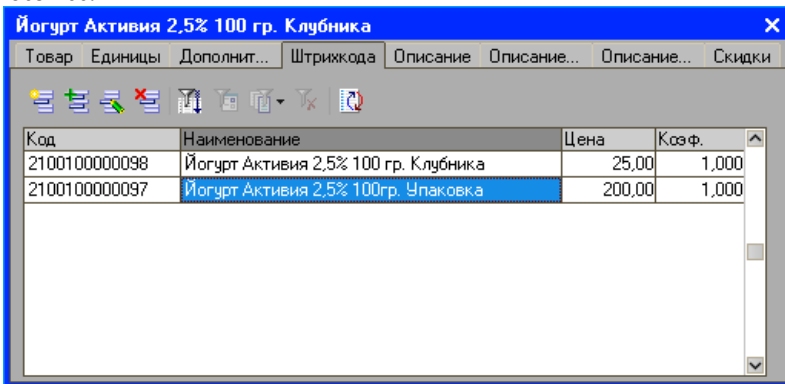 Йогурт Активия 2,5% 100 гр. Клубника
Товар Единицы Дополнит... Штрихкода Описание Описание... Описание... Скидки
Код Наименование Цена Коэф.
2100100000098 Йогурт Активия 2,5% 100 гр. Клубника 25,00 1,000
2100100000097 Йогурт Активия 2,5% 100гр. Упаковка 200,00 1,000